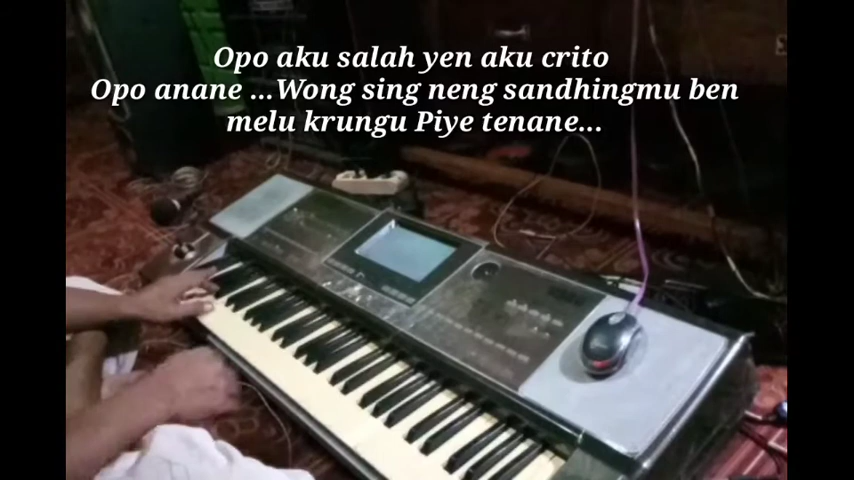 Opo aku salah yen aku crito
Opo anane ...Wong sing neng sandhingmu ben
melu krungu Piye tenane...